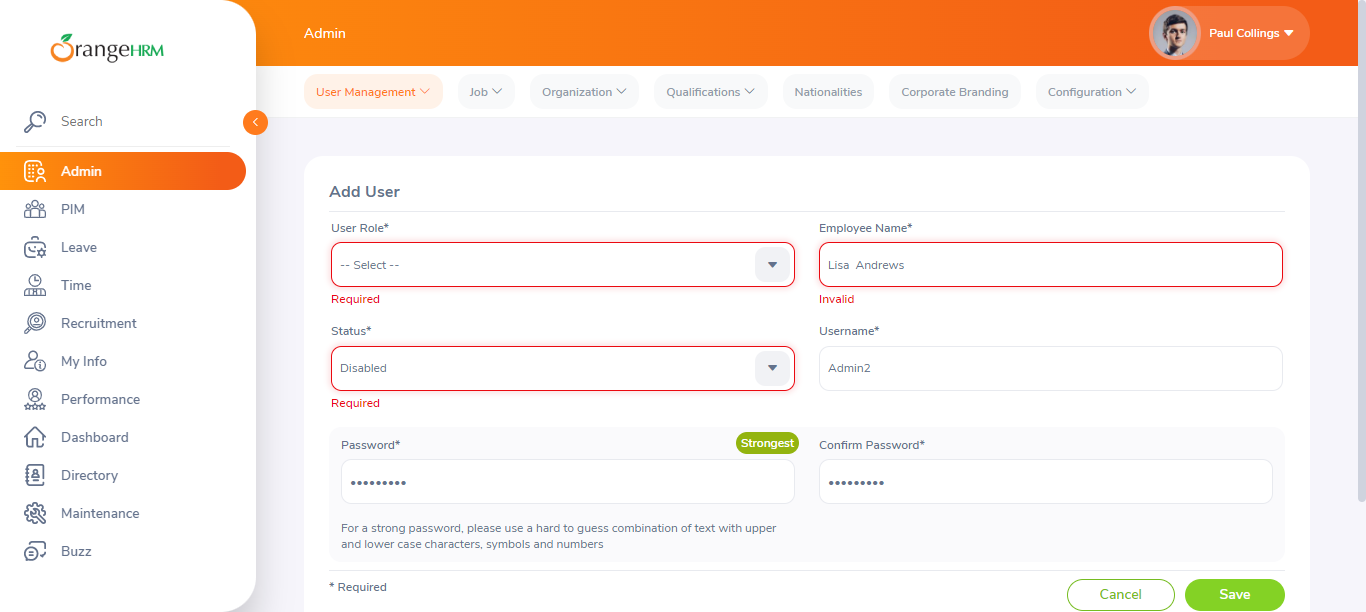 OrangeHRM
Admin
Paul Collings
User Management
Job
Organization
Qualifications
Nationalities
Corporate Branding
Configuration
Search
Admin
PIM
Leave
Time
Recruitment
My Info
Performance
Dashboard
Directory
Maintenance
Buzz
Add User
User Role*
Employee Name*
-- Select --
Lisa  Andrews
Required
Invalid
Status*
Username*
Disabled
Admin2
Required
Password*
Strongest
Confirm Password*
•••••••••
•••••••••
For a strong password, please use a hard to guess combination of text with upper
and lower case characters, symbols and numbers
* Required
Cancel
Save